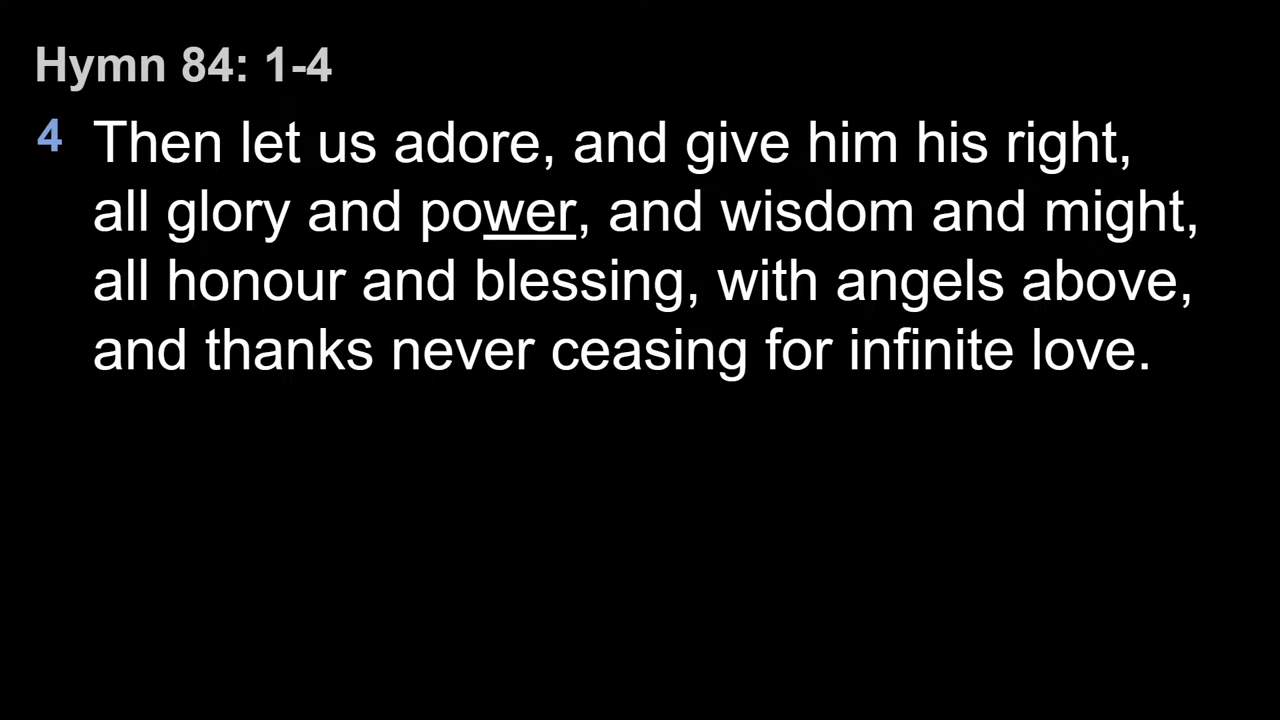 Hymn 84: 1-4
4 Then let us adore, and give him his right,
all glory and power, and wisdom and might,
all honour and blessing, with angels above,
and thanks never ceasing for infinite love.